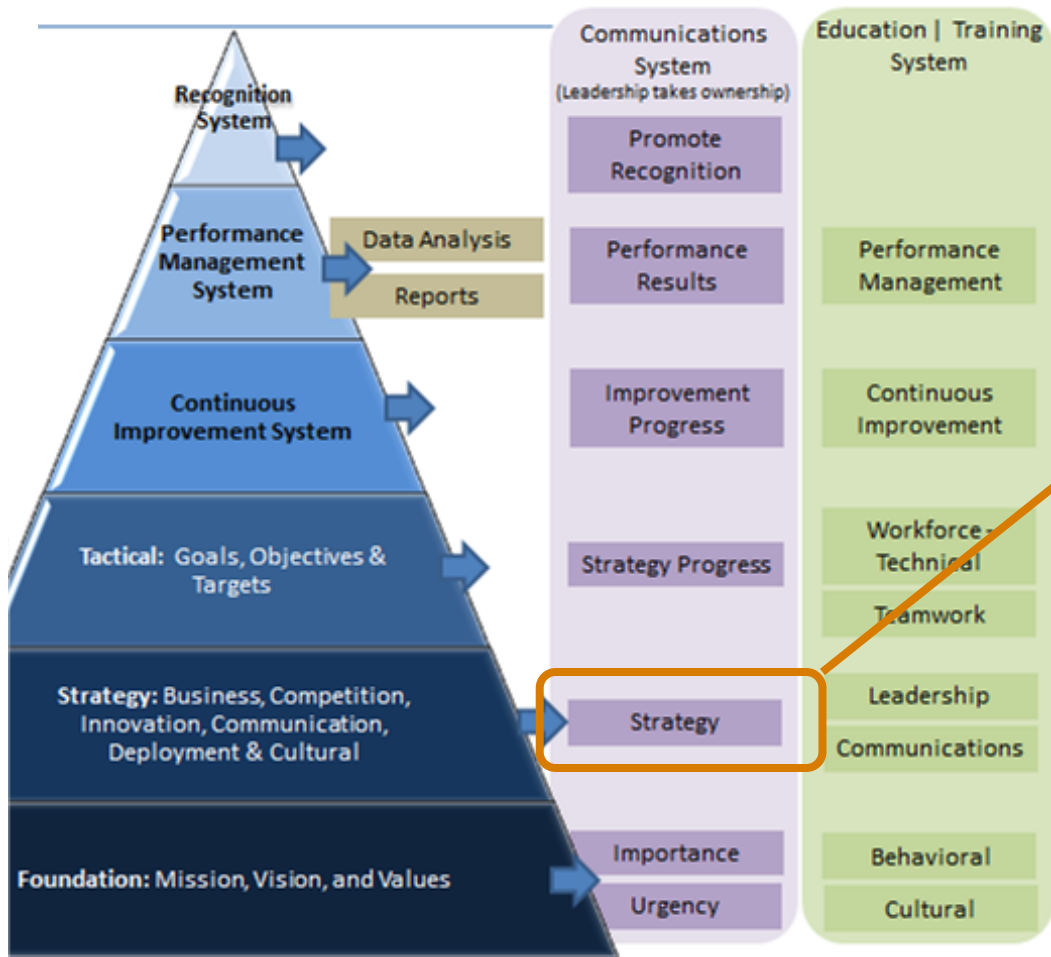 Recognition
System
Performance
Management
System
Data Analysis
Reports
Continuous
Improvement System
Tactical: Goals, Objectives &
Targets
Strategy: Business, Competition,
Innovation, Communication,
Deployment & Cultural
Foundation: Mission, Vision, and Values
Communications
System
(Leadership takes ownership)
Promote
Recognition
Performance
Results
Improvement
Progress
Strategy Progress
Strategy
Importance
Urgency
Education | Training
System
Performance
Management
Continuous
Improvement
Workforce -
Technical
Teamwork
Leadership
Communications
Behavioral
Cultural